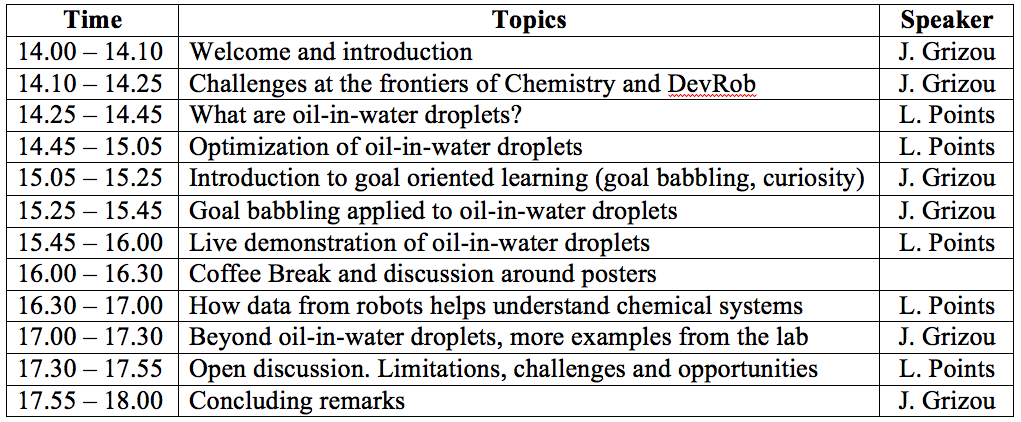 Time Topics Speaker
14.00 – 14.10 Welcome and introduction J. Grizou
14.10 – 14.25 Challenges at the frontiers of Chemistry and DevRob J. Grizou
14.25 – 14.45 What are oil-in-water droplets? L. Points
14.45 – 15.05 Optimization of oil-in-water droplets L. Points
15.05 – 15.25 Introduction to goal oriented learning (goal babbling, curiosity) J. Grizou
15.25 – 15.45 Goal babbling applied to oil-in-water droplets J. Grizou
15.45 – 16.00 Live demonstration of oil-in-water droplets L. Points
16.00 – 16.30 Coffee Break and discussion around posters
16.30 – 17.00 How data from robots helps understand chemical systems L. Points
17.00 – 17.30 Beyond oil-in-water droplets, more examples from the lab J. Grizou
17.30 – 17.55 Open discussion. Limitations, challenges and opportunities L. Points
17.55 – 18.00 Concluding remarks J. Grizou